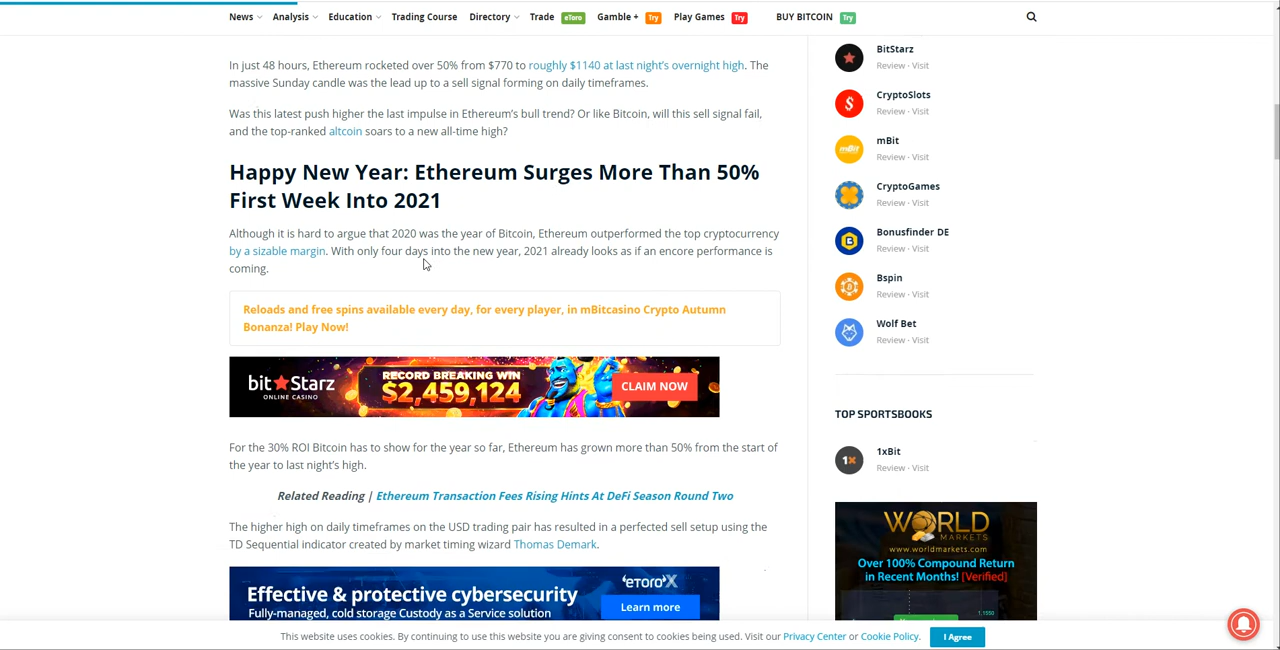 News Analysis Education Trading Course Directory Trade eToro Gamble + Try Play Games Try BUY BITCOIN Try
In just 48 hours, Ethereum rocketed over 50% from $770 to roughly $1140 at last night's overnight high. The
massive Sunday candle was the lead up to a sell signal forming on daily timeframes.
Was this latest push higher the last impulse in Ethereum's bull trend? Or like Bitcoin, will this sell signal fail,
and the top-ranked altcoin soars to a new all-time high?
Happy New Year: Ethereum Surges More Than 50%
First Week Into 2021
Although it is hard to argue that 2020 was the year of Bitcoin, Ethereum outperformed the top cryptocurrency
by a sizable margin. With only four days into the new year, 2021 already looks as if an encore performance is
coming.
Reloads and free spins available every day, for every player, in mBitcasino Crypto Autumn
Bonanza! Play Now!
bitStarz
ONLINE CASINO
RECORD BREAKING WIN
$2,459,124
CLAIM NOW
For the 30% ROI Bitcoin has to show for the year so far, Ethereum has grown more than 50% from the start of
the year to last night's high.
Related Reading | Ethereum Transaction Fees Rising Hints At DeFi Season Round Two
The higher high on daily timeframes on the USD trading pair has resulted in a perfected sell setup using the
TD Sequential indicator created by market timing wizard Thomas Demark.
Effective & protective cybersecurity
Fully-managed, cold storage Custody as a Service solution
eToroX
Learn more
BitStarz
Review · Visit
CryptoSlots
Review · Visit
mBit
mBit
Review · Visit
CryptoGames
Review · Visit
Bonusfinder DE
Review · Visit
Bspin
Review · Visit
Wolf Bet
Review · Visit
TOP SPORTSBOOKS
1x
1xBit
Review · Visit
WORLD
MARKETS
www.worldmarkets.com
Over 100% Compound Return
in Recent Months! [Verified]
This website uses cookies. By continuing to use this website you are giving consent to cookies being used. Visit our Privacy Center or Cookie Policy. I Agree